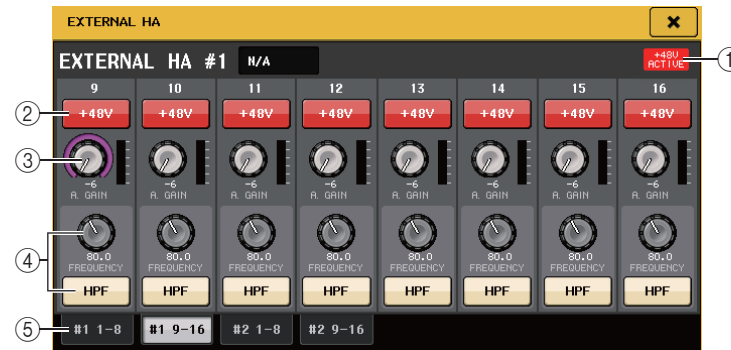 EXTERNAL HA
EXTERNAL HA #1 N/A +48V ACTIVE ①
9 10 11 12 13 14 15 16
② +48V +48V +48V +48V +48V +48V +48V +48V
③
-6 -6 -6 -6 -6 -6 -6 -6
A. GAIN A. GAIN A. GAIN A. GAIN A. GAIN A. GAIN A. GAIN A. GAIN
④
80.0 80.0 80.0 80.0 80.0 80.0 80.0 80.0
FREQUENCY FREQUENCY FREQUENCY FREQUENCY FREQUENCY FREQUENCY FREQUENCY FREQUENCY
HPF HPF HPF HPF HPF HPF HPF HPF
⑤ #1 1-8 #1 9-16 #2 1-8 #2 9-16